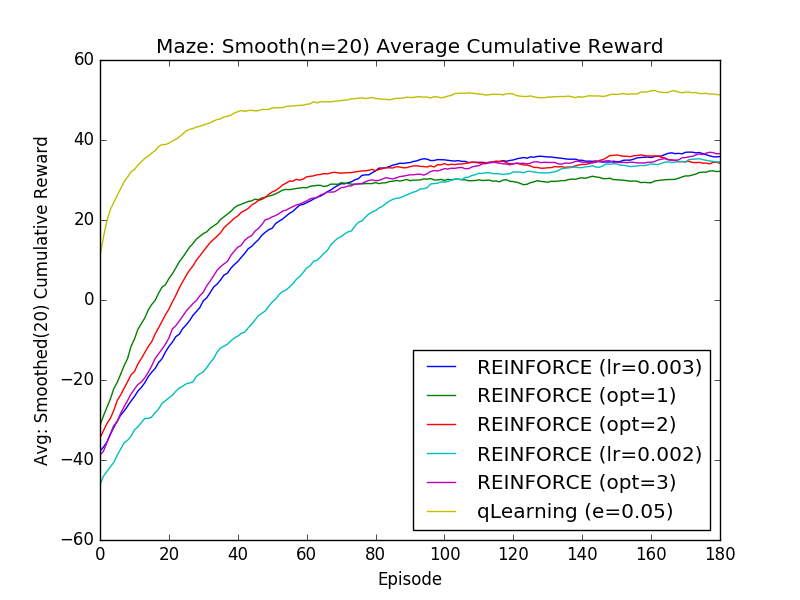 Maze: Smooth(n=20) Average Cumulative Reward
Avg: Smoothed(20) Cumulative Reward
60
40
20
0
−20
−40
−60
REINFORCE (lr=0.003)
REINFORCE (opt=1)
REINFORCE (opt=2)
REINFORCE (lr=0.002)
REINFORCE (opt=3)
qLearning (e=0.05)
0 20 40 60 80 100 120 140 160 180
Episode